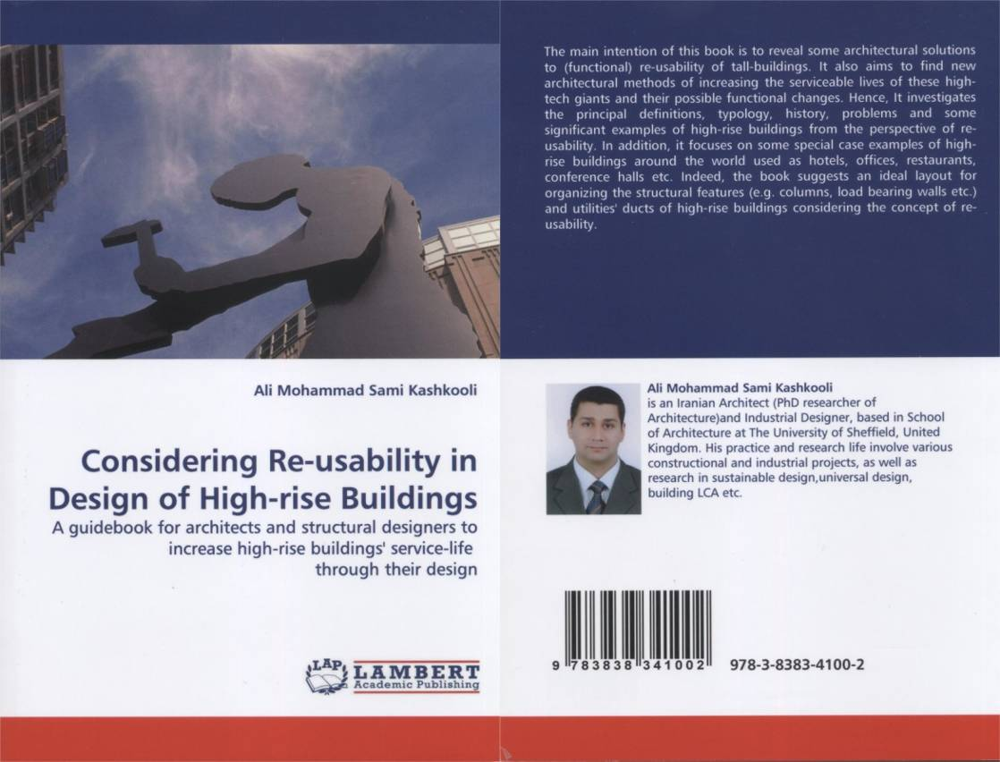 Ali Mohammad Sami Kashkooli
Considering Re-usability in
Design of High-rise Buildings
A guidebook for architects and structural designers to
increase high-rise buildings' service-life
through their design
LAP
LAMBERT
Academic Publishing
The main intention of this book is to reveal some architectural solutions
to (functional) re-usability of tall-buildings. It also aims to find new
architectural methods of increasing the serviceable lives of these high-
tech giants and their possible functional changes. Hence, It investigates
the principal definitions, typology, history, problems and some
significant examples of high-rise buildings from the perspective of re-
usability. In addition, it focuses on some special case examples of high-
rise buildings around the world used as hotels, offices, restaurants,
conference halls etc. Indeed, the book suggests an ideal layout for
organizing the structural features (e.g. columns, load bearing walls etc.)
and utilities' ducts of high-rise buildings considering the concept of re-
usability.
Ali Mohammad Sami Kashkooli
is an Iranian Architect (PhD researcher of
Architecture)and Industrial Designer, based in School
of Architecture at The University of Sheffield, United
Kingdom. His practice and research life involve various
constructional and industrial projects, as well as
research in sustainable design,universal design,
building LCA etc.
9 783838 341002
978-3-8383-4100-2